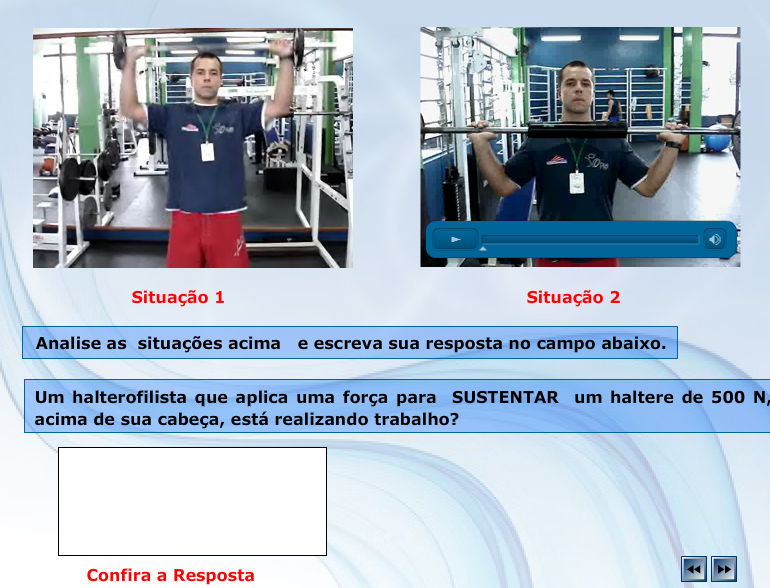 Situação 1
Situação 2
Analise as situações acima e escreva sua resposta no campo abaixo.
Um halterofilista que aplica uma força para SUSTENTAR um haltere de 500 N,
acima de sua cabeça, está realizando trabalho?
Confira a Resposta